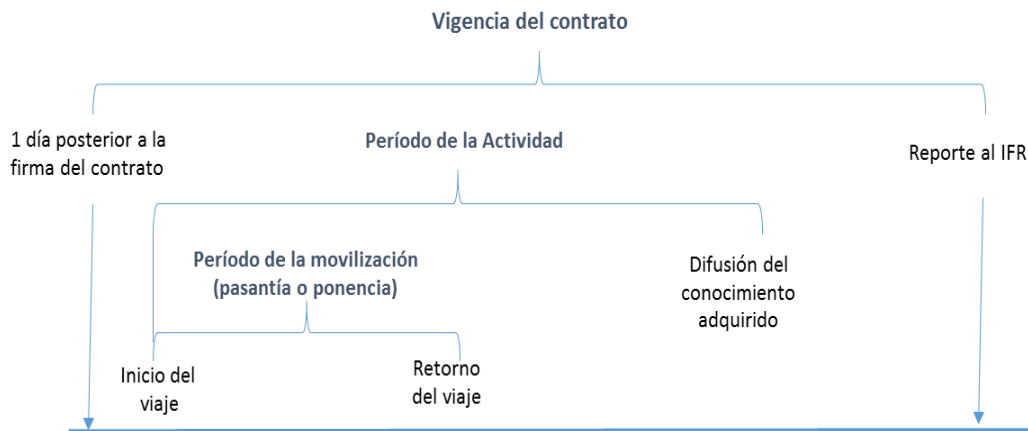 Vigencia del contrato
1 día posterior a la
firma del contrato
Período de la Actividad
Reporte al IFR
Período de la movilización
(pasantía o ponencia)
Difusión del
conocimiento
adquirido
Inicio del
viaje
Retorno
del viaje